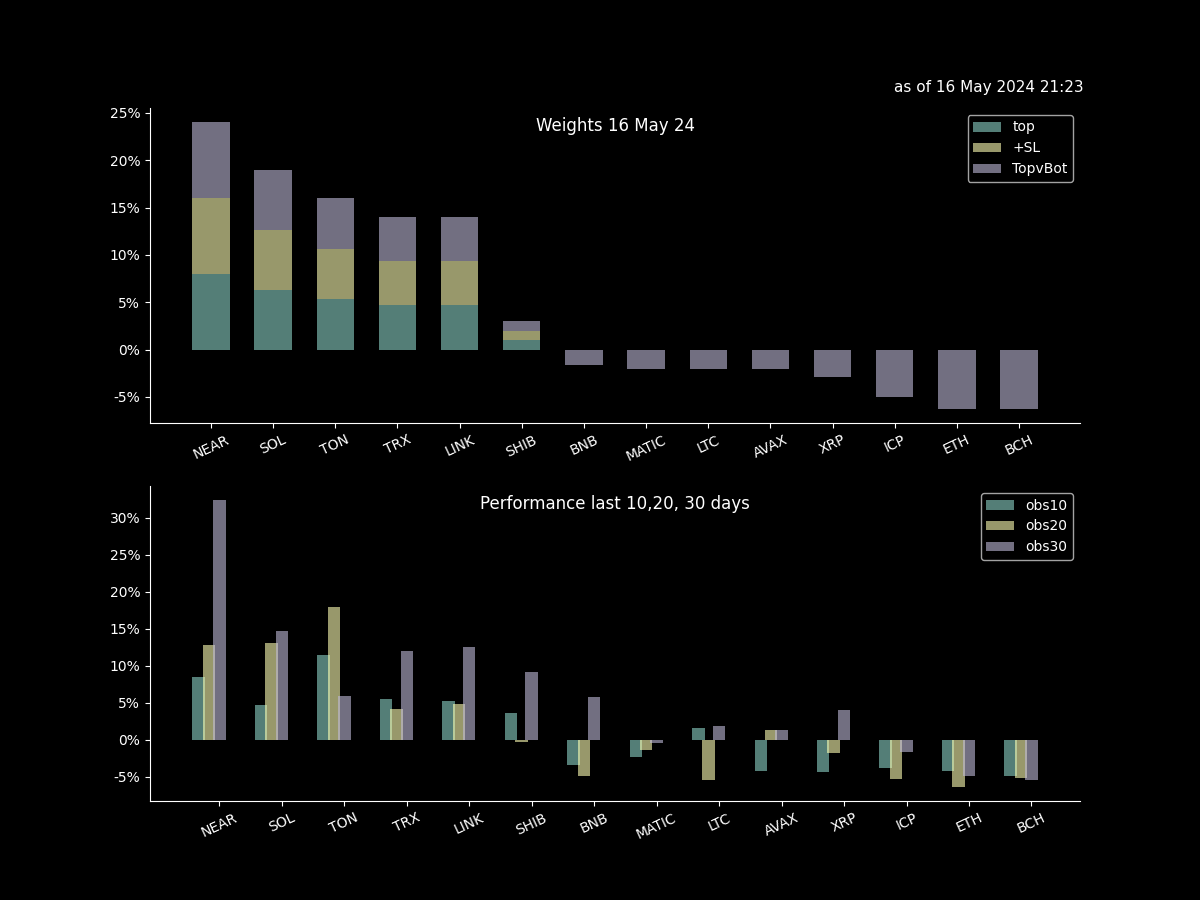 as of 16 May 2024 21:23
Weights 16 May 24
top
+SL
TopvBot
25%
20%
15%
10%
5%
0%
-5%
NEAR SOL TON TRX LINK SHIB BNB MATIC LTC AVAX XRP ICP ETH BCH
Performance last 10,20, 30 days
obs10
obs20
obs30
30%
25%
20%
15%
10%
5%
0%
-5%
NEAR SOL TON TRX LINK SHIB BNB MATIC LTC AVAX XRP ICP ETH BCH